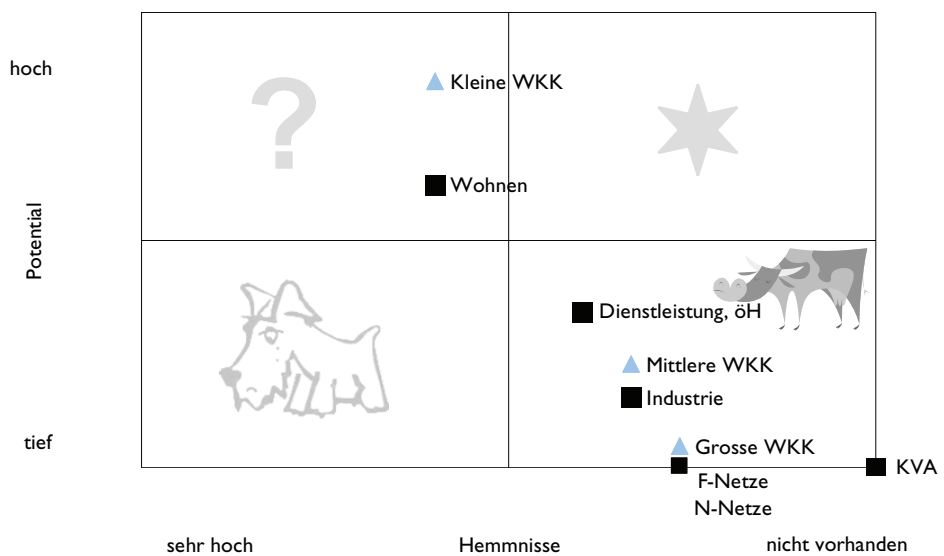 hoch
Kleine WKK
?
Wohnen
Potential
Dienstleistung, öH
Mittlere WKK
Industrie
tief
Grosse WKK
KVA
F-Netze
N-Netze
sehr hoch
Hemmnisse
nicht vorhanden